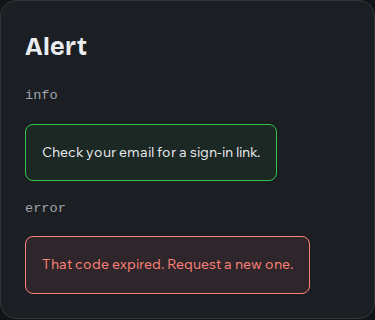 Alert
info
Check your email for a sign-in link.
error
That code expired. Request a new one.